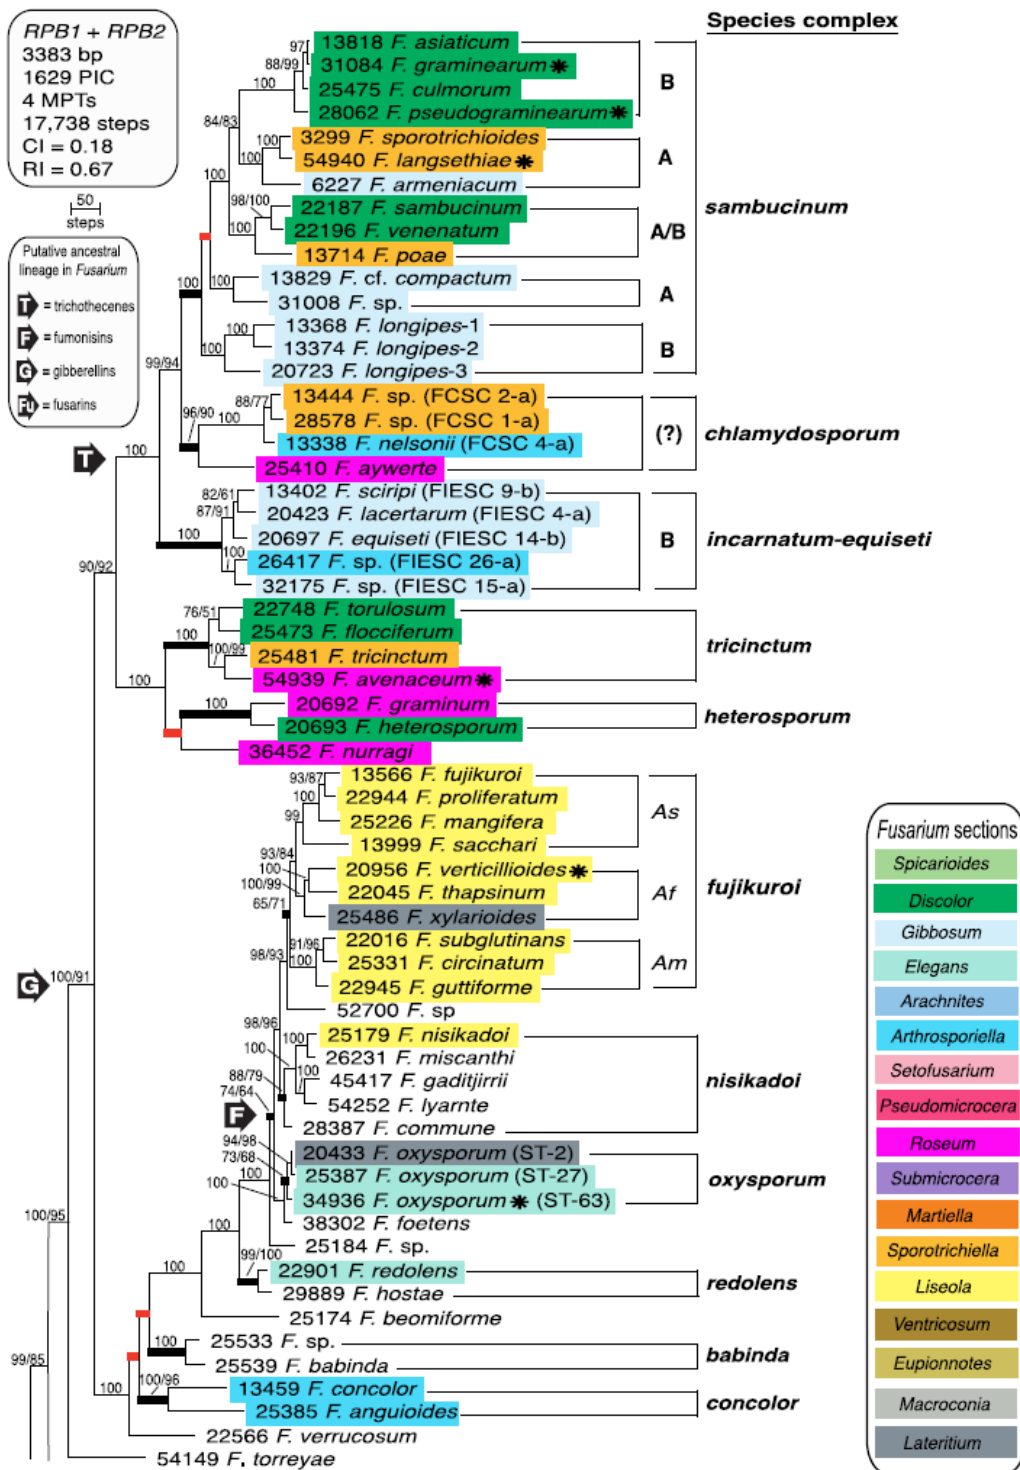 Species complex
RPB1 + RPB2
3383 bp
1629 PIC
4 MPTs
17,738 steps
CI = 0.18
RI = 0.67
50
steps
Putative ancestral
lineage in Fusarium
T = trichothecenes
F = fumonisins
G = gibberellins
Fu = fusarins
97
88/99
100
84/83
13818 F. asiaticum
31084 F. graminearum ✱
25475 F. culmorum
28062 F. pseudograminearum ✱
B
100
100
3299 F. sporotrichioides
54940 F. langsethiae ✱
6227 F. armeniacum
A
sambucinum
98/100
100
22187 F. sambucinum
22196 F. venenatum
13714 F. poae
A/B
100
100
13829 F. cf. compactum
31008 F. sp.
A
100
100
13368 F. longipes-1
13374 F. longipes-2
20723 F. longipes-3
B
99/94
88/77
100
96/90
13444 F. sp. (FCSC 2-a)
28578 F. sp. (FCSC 1-a)
13338 F. nelsonii (FCSC 4-a)
25410 F. aywerte
(?)
chlamydosporum
T
100
82/61
87/91
100
100
13402 F. sciripi (FIESC 9-b)
20423 F. lacertarum (FIESC 4-a)
20697 F. equiseti (FIESC 14-b)
26417 F. sp. (FIESC 26-a)
32175 F. sp. (FIESC 15-a)
B
incarnatum-equiseti
90/92
76/51
100
100/99
22748 F. torulosum
25473 F. flocciferum
25481 F. tricinctum
54939 F. avenaceum ✱
tricinctum
100
100
20692 F. graminum
20693 F. heterosporum
heterosporum
36452 F. nurragi
93/87
100
99
13566 F. fujikuroi
22944 F. proliferatum
25226 F. mangifera
13999 F. sacchari
As
93/84
100
100/99
20956 F. verticillioides ✱
22045 F. thapsinum
25486 F. xylarioides
Af
fujikuroi
65/71
91/96
100
98/93
22016 F. subglutinans
25331 F. circinatum
22945 F. guttiforme
Am
G
100/91
52700 F. sp
98/96
100
100
100
88/79
74/64
25179 F. nisikadoi
26231 F. miscanthi
45417 F. gaditjirrii
54252 F. lyarnte
28387 F. commune
nisikadoi
F
94/98
73/68
100
100
20433 F. oxysporum (ST-2)
25387 F. oxysporum (ST-27)
34936 F. oxysporum ✱ (ST-63)
oxysporum
38302 F. foetens
25184 F. sp.
100/95
100
99/100
22901 F. redolens
29889 F. hostae
redolens
100
25174 F. beomiforme
100
25533 F. sp.
25539 F. babinda
babinda
99/85
100/96
13459 F. concolor
25385 F. anguioides
concolor
100
22566 F. verrucosum
54149 F. torreyae
Fusarium sections
Spicarioides
Discolor
Gibbosum
Elegans
Arachnites
Arthrosporiella
Setofusarium
Pseudomicrocera
Roseum
Submicrocera
Martiella
Sporotrichiella
Liseola
Ventricosum
Eupionnotes
Macroconia
Lateritium